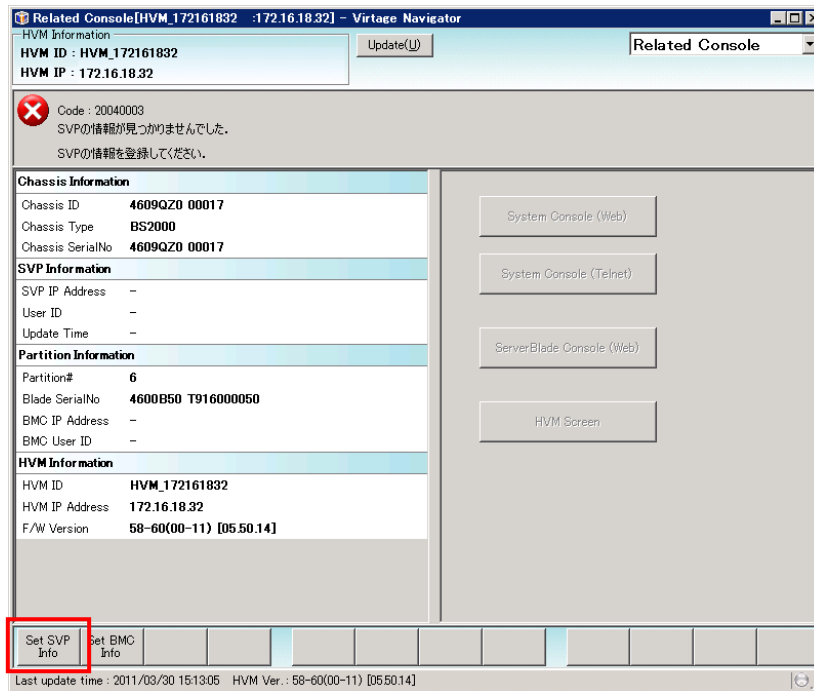 Related Console[HVM_172161832 :172.16.18.32] - Virtage Navigator
HVM Information
HVM ID : HVM_172161832
HVM IP : 172.16.18.32
Update(U)
Related Console
Code : 20040003
SVPの情報が見つかりませんでした.
SVPの情報を登録してください.
Chassis Information
Chassis ID 4609QZ0 00017
Chassis Type BS2000
Chassis SerialNo 4609QZ0 00017
SVP Information
SVP IP Address -
User ID -
Update Time -
Partition Information
Partition# 6
Blade SerialNo 4600B50 T916000050
BMC IP Address -
BMC User ID -
HVM Information
HVM ID HVM_172161832
HVM IP Address 172.16.18.32
F/W Version 58-60(00-11) [05.50.14]
System Console (Web)
System Console (Telnet)
ServerBlade Console (Web)
HVM Screen
Set SVP
Info
Set BMC
Info
Last update time : 2011/03/30 15:13:05 HVM Ver. : 58-60(00-11) [05.50.14]